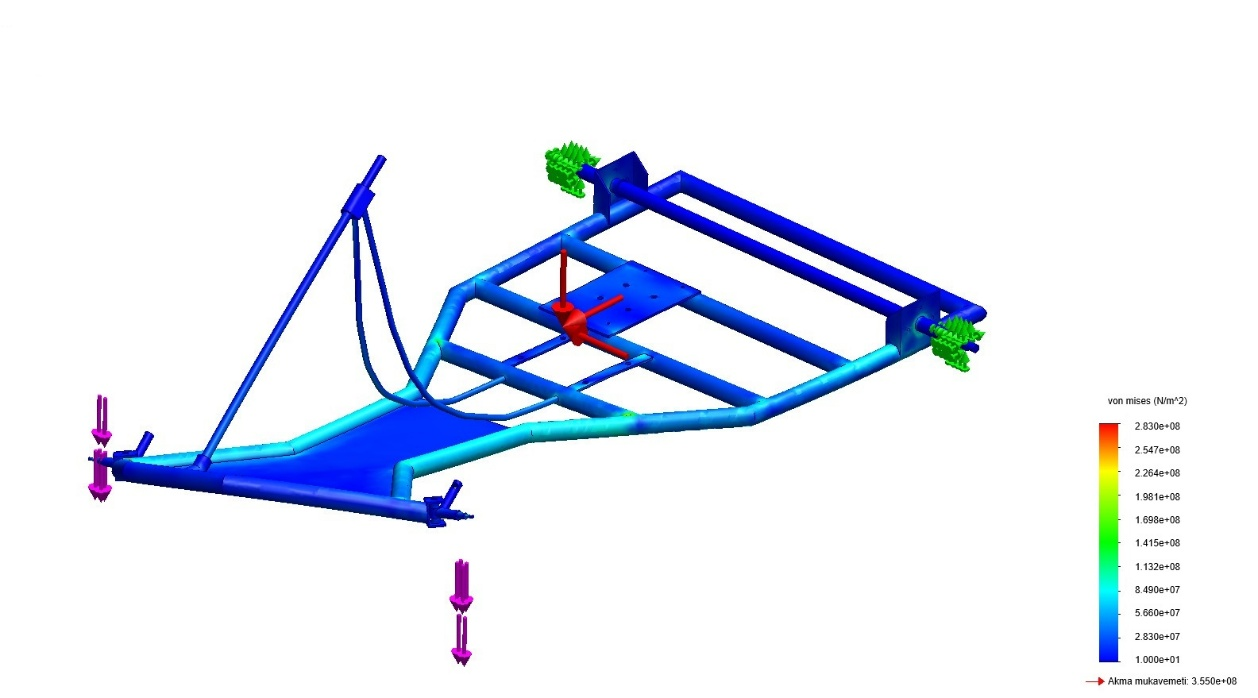 von mises (N/m^2)
2.830e+08
2.547e+08
2.264e+08
1.981e+08
1.698e+08
1.415e+08
1.132e+08
8.490e+07
5.660e+07
2.830e+07
1.000e+01
Akma mukavemeti: 3.550e+08